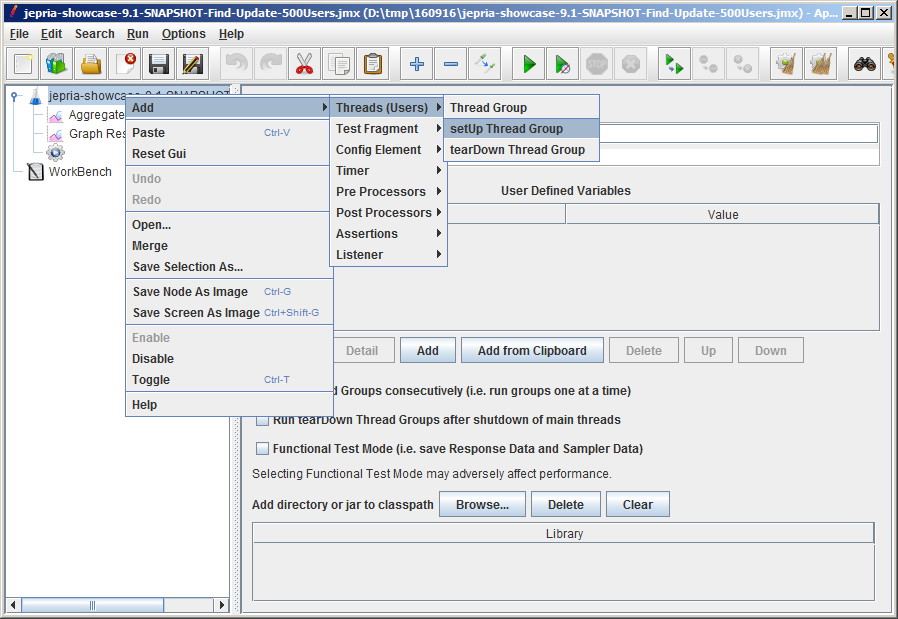 jepria-showcase-9.1-SNAPSHOT-Find-Update-500Users.jmx (D:\tmp\160916\jepria-showcase-9.1-SNAPSHOT-Find-Update-500Users.jmx) - Ap...
File Edit Search Run Options Help
STOP
jepria-showcase-9.1-SNAPSHOT
Aggregate
Graph Res
WorkBench
Add
Paste Ctrl-V
Reset Gui
Undo
Redo
Open...
Merge
Save Selection As...
Save Node As Image Ctrl-G
Save Screen As Image Ctrl+Shift-G
Enable
Disable
Toggle Ctrl-T
Help
Threads (Users)
Test Fragment
Config Element
Timer
Pre Processors
Post Processors
Assertions
Listener
Thread Group
setUp Thread Group
tearDown Thread Group
User Defined Variables
Value
Detail Add Add from Clipboard Delete Up Down
d Groups consecutively (i.e. run groups one at a time)
Run tearDown Thread Groups after shutdown of main threads
Functional Test Mode (i.e. save Response Data and Sampler Data)
Selecting Functional Test Mode may adversely affect performance.
Add directory or jar to classpath Browse... Delete Clear
Library